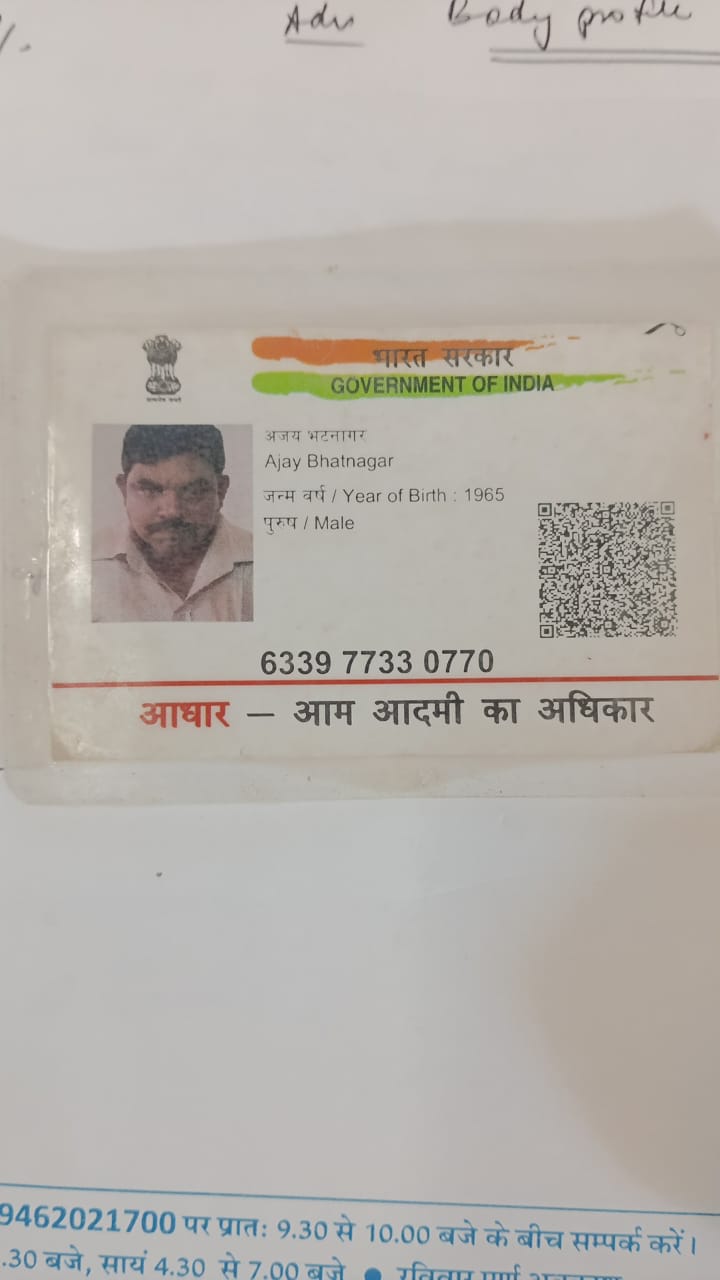 Adv Body profile
भारत सरकार
GOVERNMENT OF INDIA
अजय भटनागर
Ajay Bhatnagar
जन्म वर्ष / Year of Birth : 1965
पुरुष / Male
6339 7733 0770
आधार – आम आदमी का अधिकार
9462021700 पर प्रातः 9.30 से 10.00 बजे के बीच सम्पर्क करें।
.30 बजे, सायं 4.30 से 7.00 बजे ● रविवार